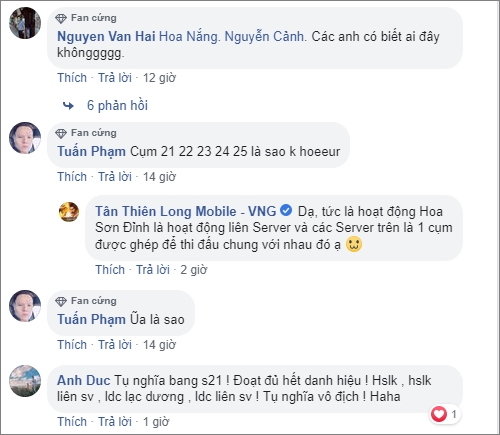 Fan cứng
Nguyen Van Hai Hoa Nắng. Nguyễn Cảnh. Các anh có biết ai đây
khônggggg.
Thích · Trả lời · 12 giờ
6 phản hồi
Fan cứng
Tuấn Phạm Cụm 21 22 23 24 25 là sao k hoeeur
Thích · Trả lời · 14 giờ
Tân Thiên Long Mobile - VNG Dạ, tức là hoạt động Hoa
Sơn Đỉnh là hoạt động liên Server và các Server trên là 1 cụm
được ghép để thi đấu chung với nhau đó ạ
Thích · Trả lời · 2 giờ
Fan cứng
Tuấn Phạm Ũa là sao
Thích · Trả lời · 14 giờ
Anh Duc Tụ nghĩa bang s21 ! Đoạt đủ hết danh hiệu ! Hslk , hslk
liên sv , ldc lạc dương , ldc liên sv ! Tụ nghĩa vô địch ! Haha
1
Thích · Trả lời · 1 giờ